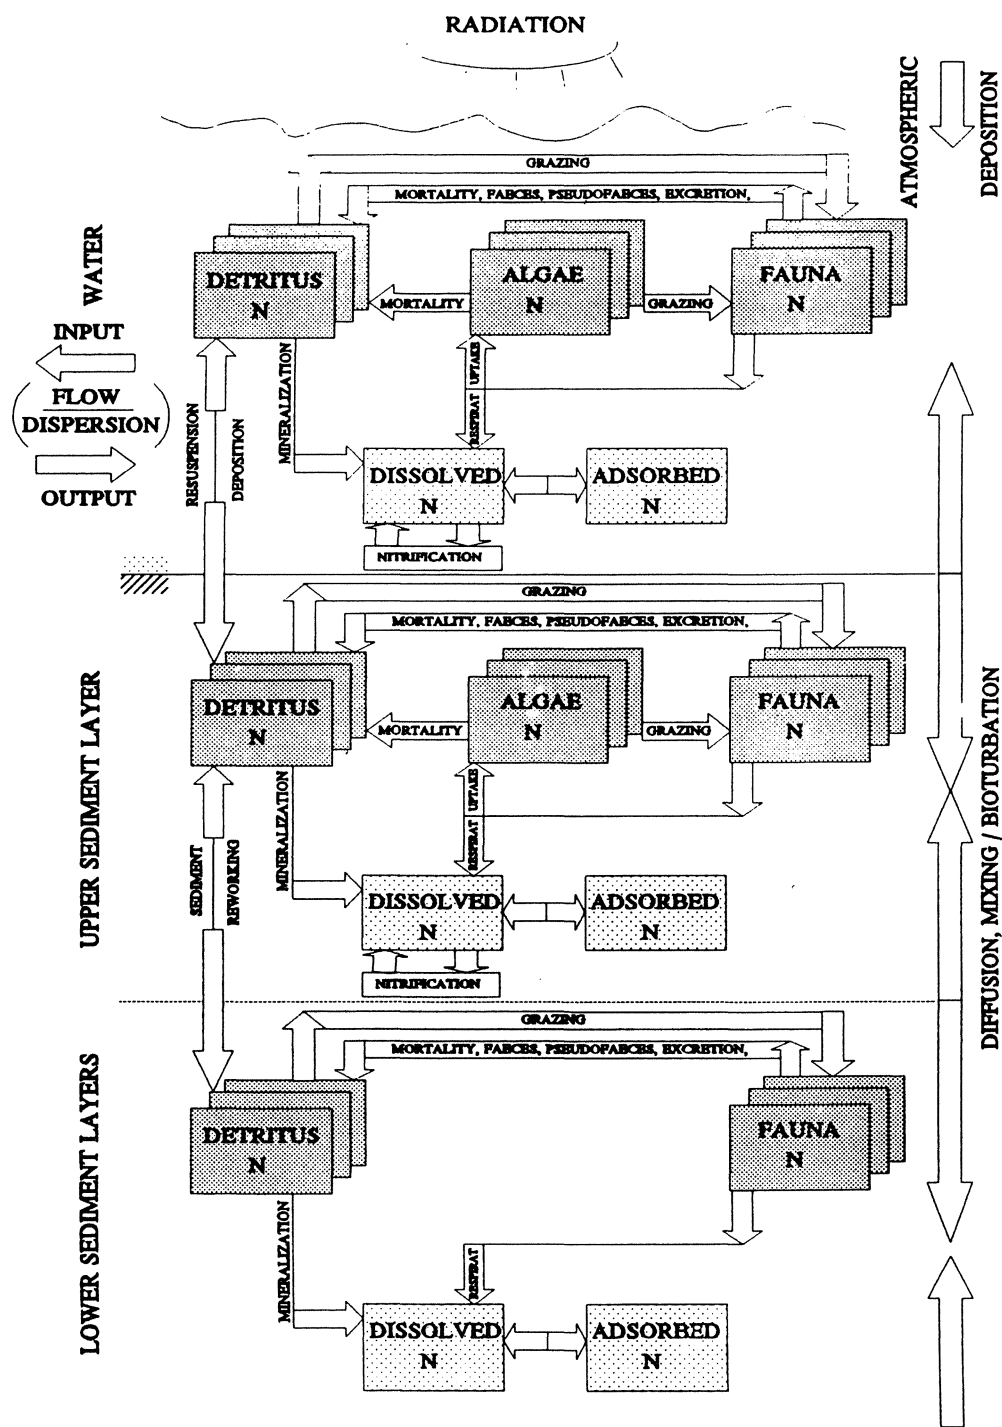 RADIATION
ATMOSPHERIC
DEPOSITION
GRAZING
MORTALITY, FAECES, PSEUDOFAECES, EXCRETION,
WATER
DETRITUS
N
ALGAE
N
FAUNA
N
MORTALITY
GRAZING
INPUT
FLOW
DISPERSION
OUTPUT
RESUSPENSION
DEPOSITION
MINERALIZATION
UPTAKE
RESPIRAT
DISSOLVED
N
ADSORBED
N
NITRIFICATION
GRAZING
MORTALITY, FAECES, PSEUDOFAECES, EXCRETION,
UPPER SEDIMENT LAYER
DETRITUS
N
ALGAE
N
FAUNA
N
MORTALITY
GRAZING
SEDIMENT
REWORKING
MINERALIZATION
UPTAKE
RESPIRAT
DISSOLVED
N
ADSORBED
N
NITRIFICATION
DIFFUSION, MIXING / BIOTURBATION
GRAZING
MORTALITY, FAECES, PSEUDOFAECES, EXCRETION,
LOWER SEDIMENT LAYERS
DETRITUS
N
FAUNA
N
MINERALIZATION
RESPIRAT
DISSOLVED
N
ADSORBED
N